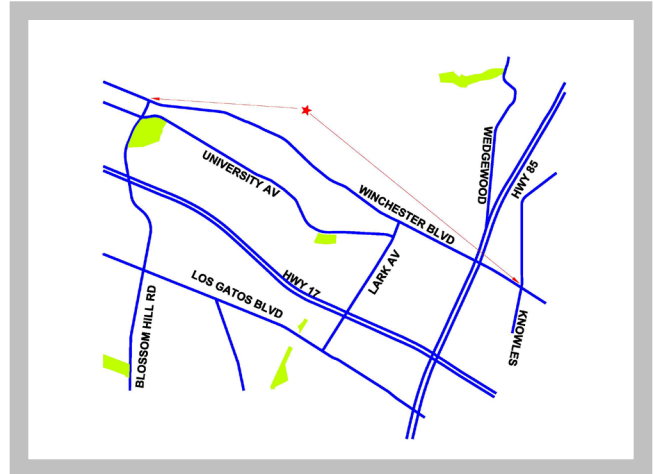 WEDGEWOOD
HWY 85
UNIVERSITY AV
WINCHESTER BLVD
LARK AV
HWY 17
LOS GATOS BLVD
BLOSSOM HILL RD
KNOWLES